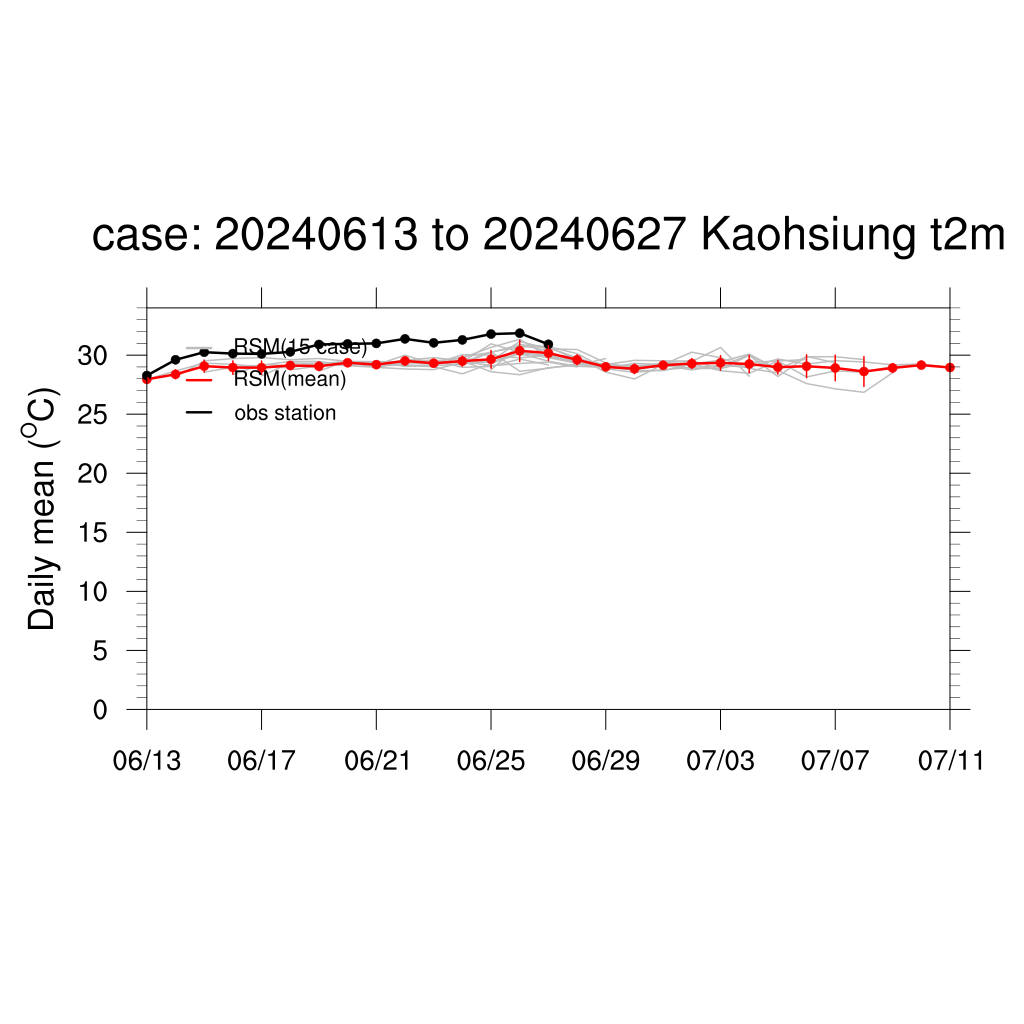 case: 20240613 to 20240627 Kaohsiung t2m
RSM(15 case)
RSM(mean)
obs station
Daily mean (°C)
30
25
20
15
10
5
0
06/13 06/17 06/21 06/25 06/29 07/03 07/07 07/11